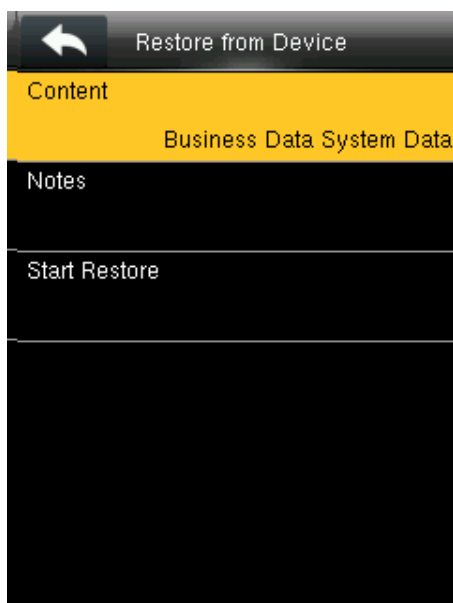 Restore from Device
Content
Business Data System Data
Notes
Start Restore